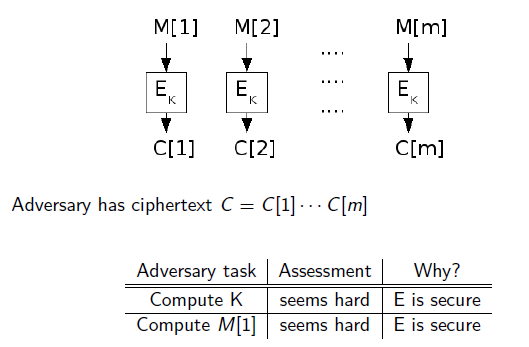 M[1] M[2] M[m]
....
E_K E_K .... E_K
....
C[1] C[2] C[m]
Adversary has ciphertext C = C[1] · · · C[m]
Adversary task Assessment Why?
Compute K seems hard E is secure
Compute M[1] seems hard E is secure